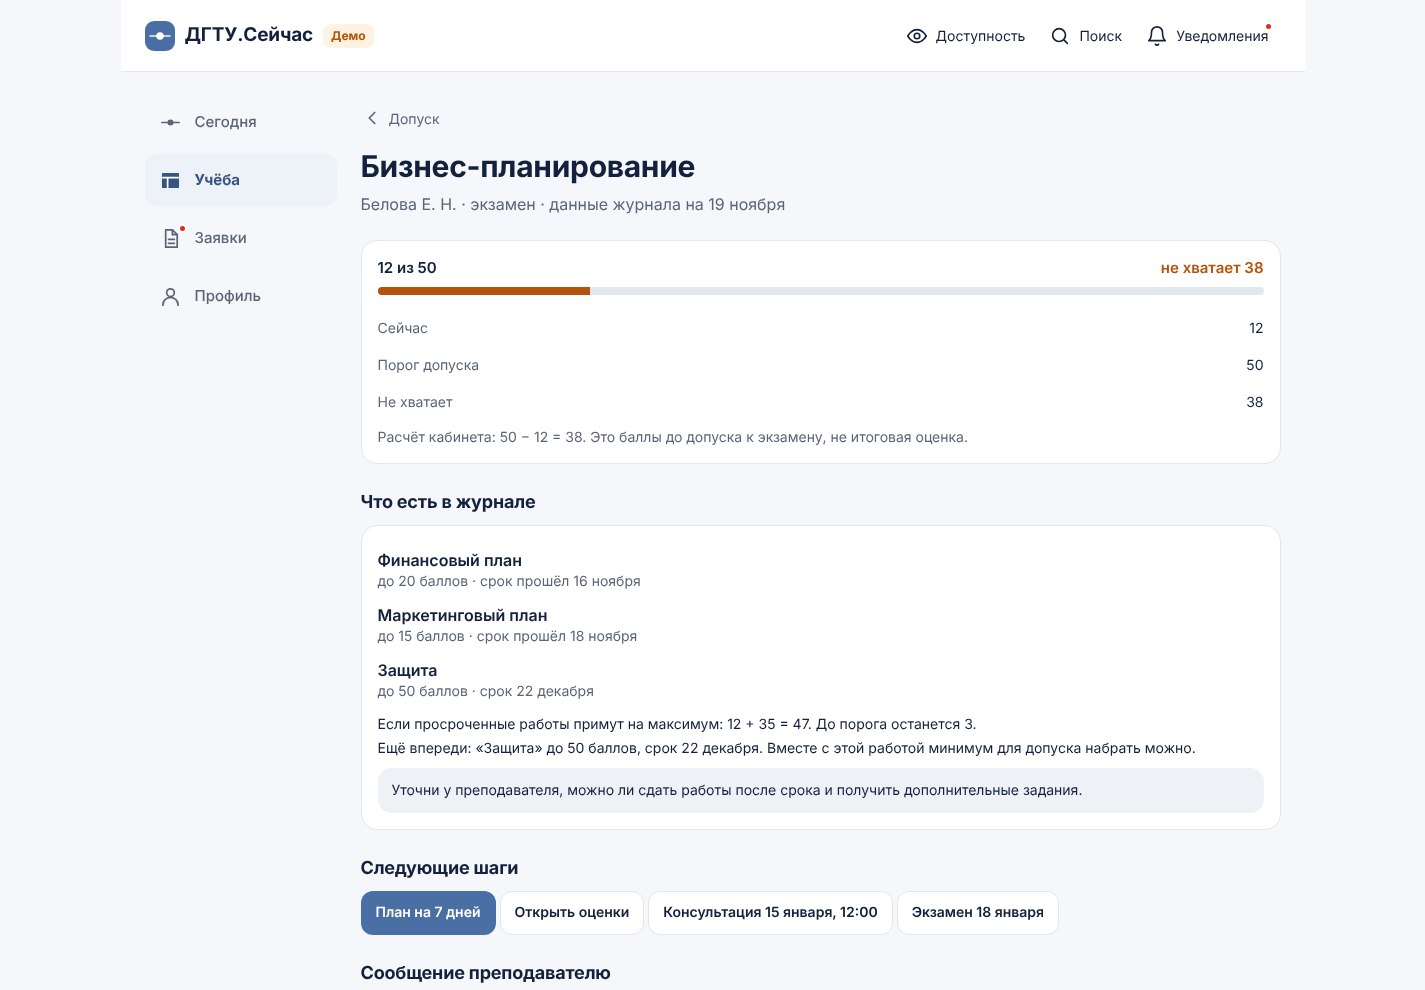 ДГТУ.Сейчас Демо
Доступность Поиск Уведомления
Сегодня
Учёба
Заявки
Профиль
Допуск
Бизнес-планирование
Белова Е. Н. · экзамен · данные журнала на 19 ноября
12 из 50 не хватает 38
Сейчас 12
Порог допуска 50
Не хватает 38
Расчёт кабинета: 50 − 12 = 38. Это баллы до допуска к экзамену, не итоговая оценка.
Что есть в журнале
Финансовый план
до 20 баллов · срок прошёл 16 ноября
Маркетинговый план
до 15 баллов · срок прошёл 18 ноября
Защита
до 50 баллов · срок 22 декабря
Если просроченные работы примут на максимум: 12 + 35 = 47. До порога останется 3.
Ещё впереди: «Защита» до 50 баллов, срок 22 декабря. Вместе с этой работой минимум для допуска набрать можно.
Уточни у преподавателя, можно ли сдать работы после срока и получить дополнительные задания.
Следующие шаги
План на 7 дней Открыть оценки Консультация 15 января, 12:00 Экзамен 18 января
Сообщение преподавателю